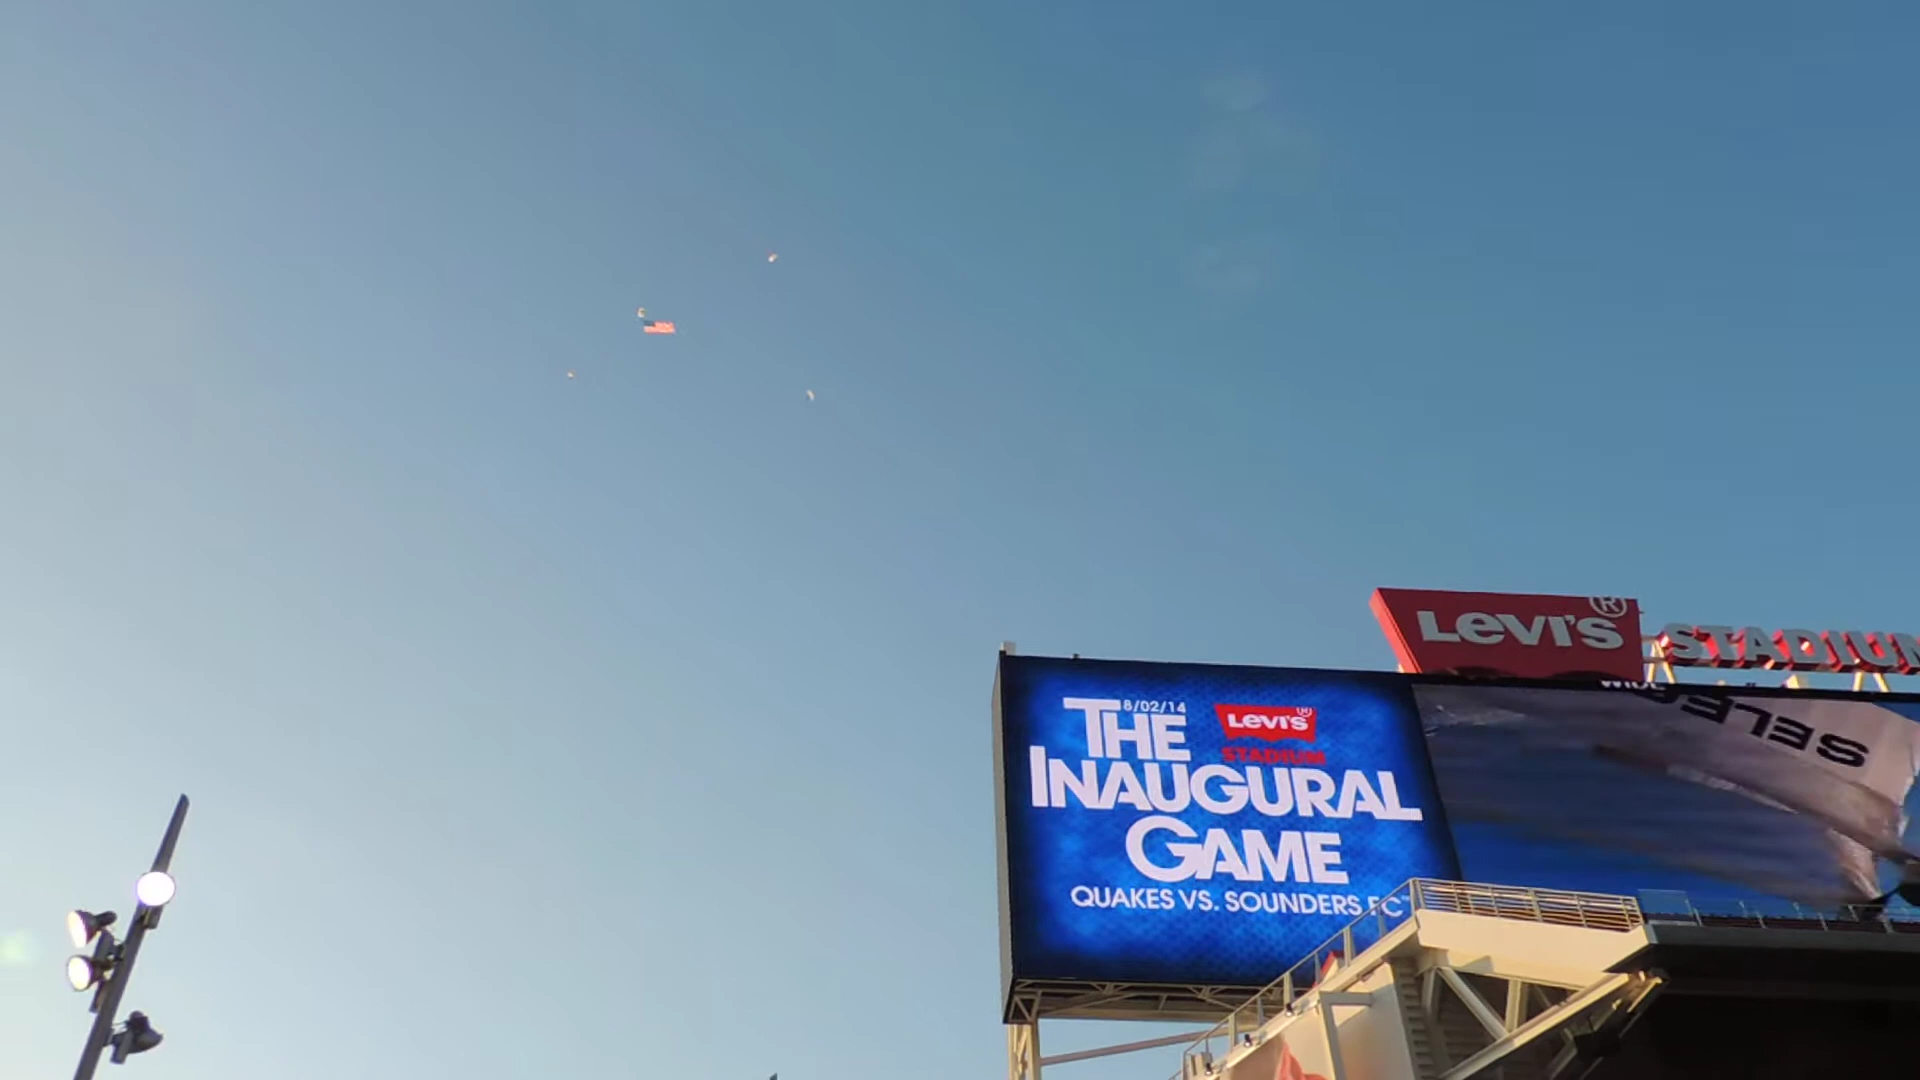 LEVI'S®
STADIUM
8/02/14
THE
LEVI'S®
STADIUM
INAUGURAL
GAME
QUAKES VS. SOUNDERS FC